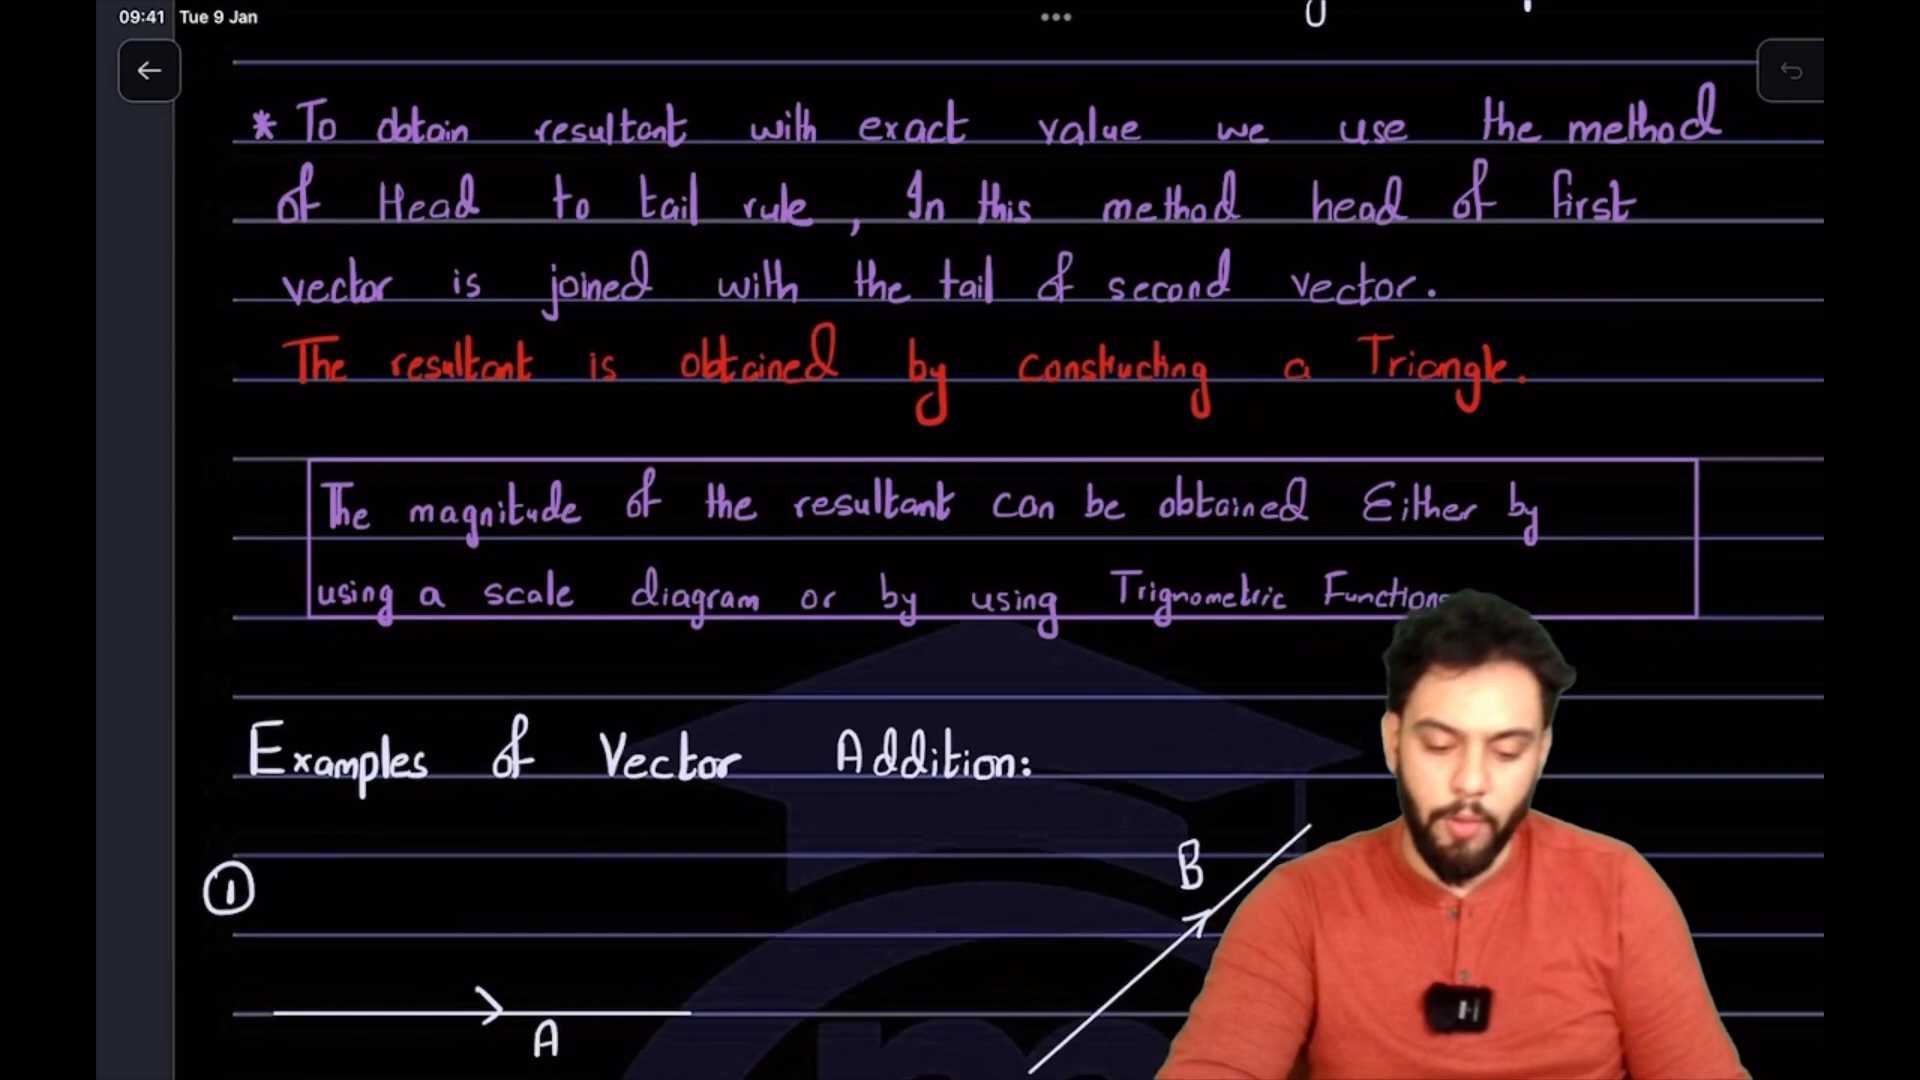 09:41 Tue 9 Jan
* To obtain resultant with exact value we use the method
of Head to tail rule, In this method head of first
vector is joined with the tail of second vector.
The resultant is obtained by constructing a Triangle.
The magnitude of the resultant can be obtained Either by
using a scale diagram or by using Trignometric Functions
Examples of Vector Addition:
1
B
A